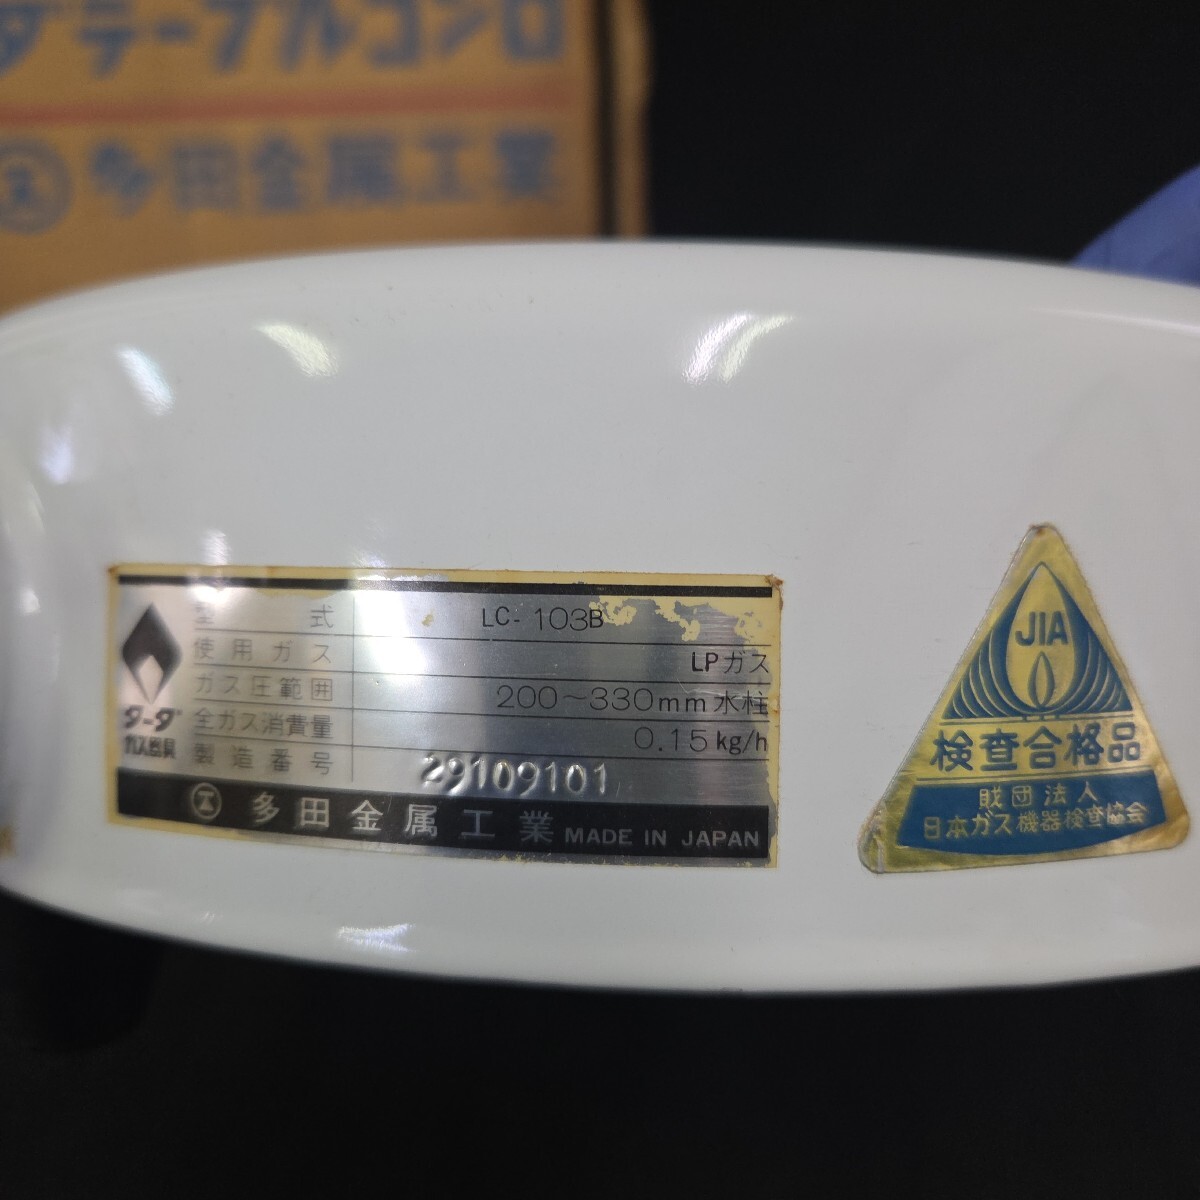 ダテーブルコンロ
多田金属工業
型式 LC-103B
使用ガス LPガス
ガス圧範囲 200～330mm水柱
全ガス消費量 0.15kg/h
製造番号 29109101
ターダ
ガス器具
多田金属工業 MADE IN JAPAN
JIA
検査合格品
財団法人
日本ガス機器検査協会